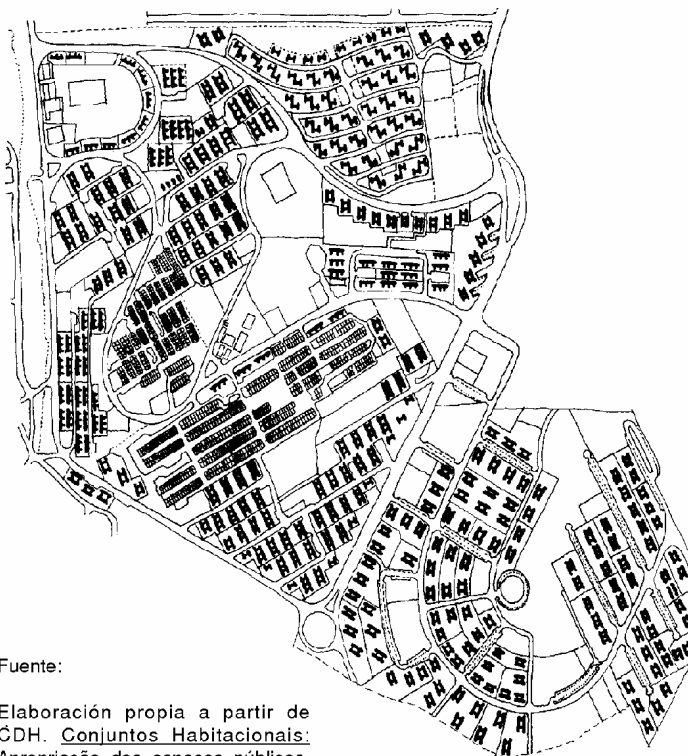 Fuente:
Elaboración propia a partir de
CDH. Conjuntos Habitacionais: